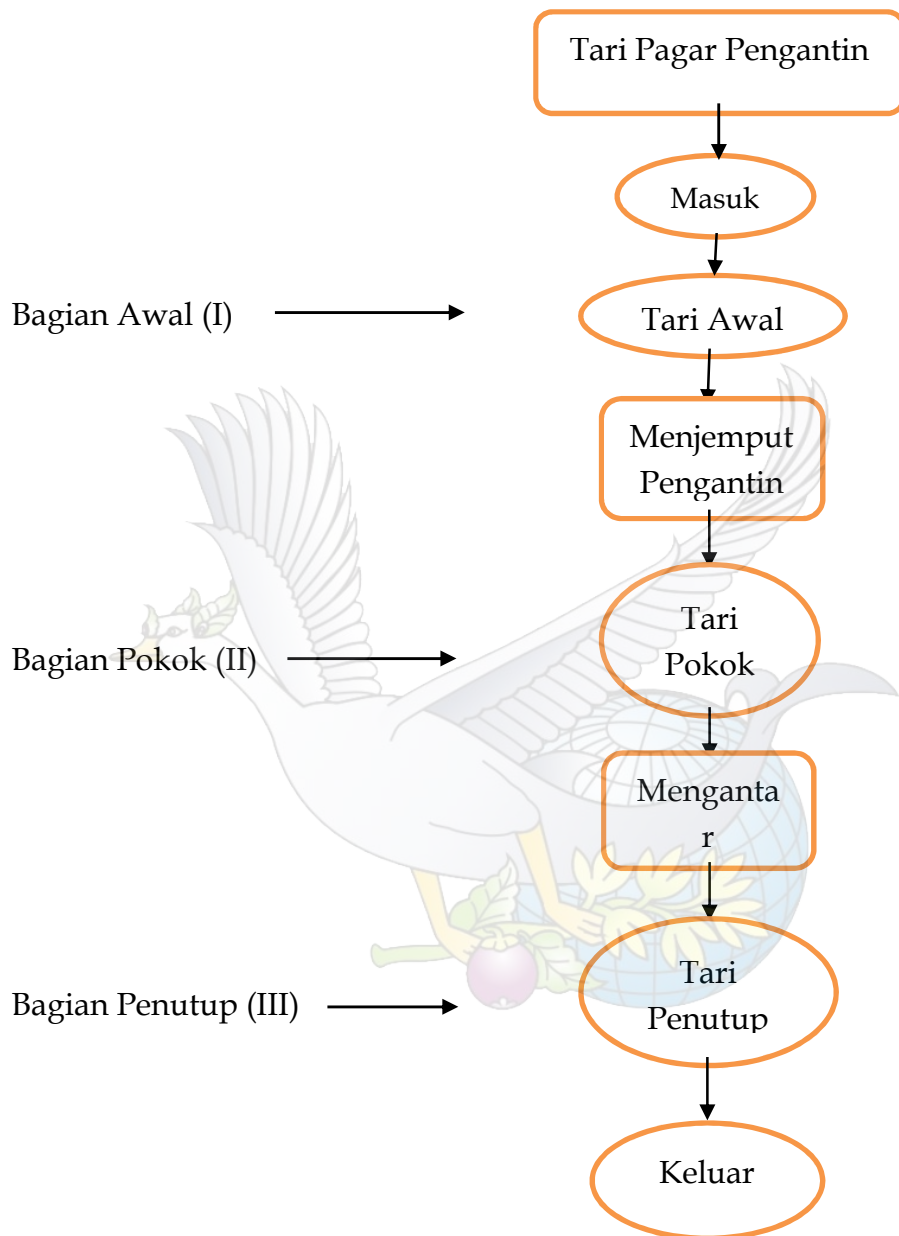 Tari Pagar Pengantin
Masuk
Bagian Awal (I)
Tari Awal
Menjemput
Pengantin
Tari
Pokok
Bagian Pokok (II)
Menganta
r
Tari
Penutup
Bagian Penutup (III)
Keluar